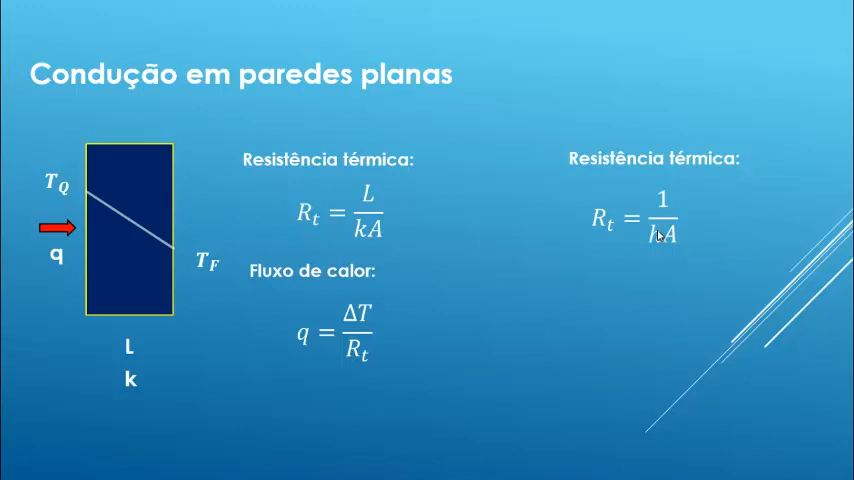 Condução em paredes planas
T_Q
q
T_F
L
k
Resistência térmica:
R_t = L/kA
Fluxo de calor:
q = ΔT/R_t
Resistência térmica:
R_t = 1/hA